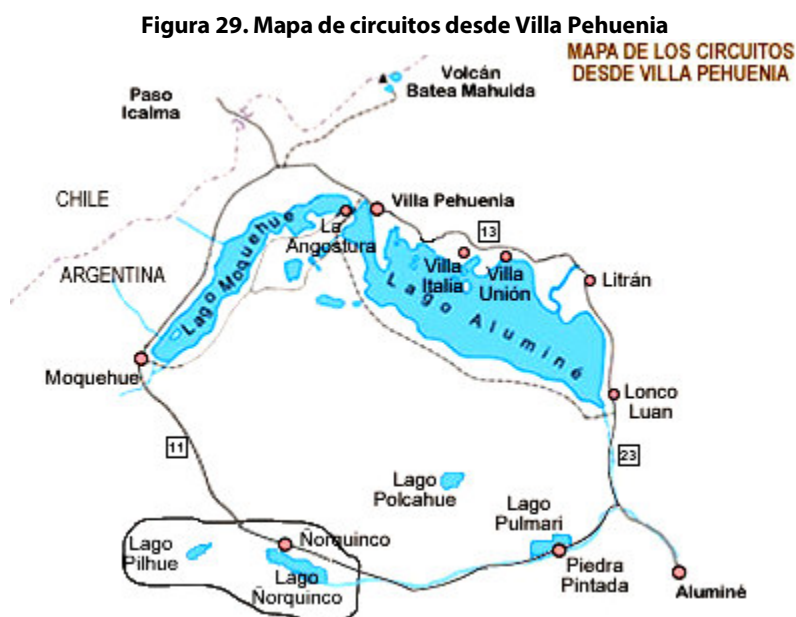 Figura 29. Mapa de circuitos desde Villa Pehuenia
MAPA DE LOS CIRCUITOS
DESDE VILLA PEHUENIA
Volcán
Batea Mahuida
Paso
Icalma
CHILE
Villa Pehuenia
La
Angostura
13
Lago Moquehue
ARGENTINA
Villa
Italia
Villa
Unión
Litrán
Lago Aluminé
Moquehue
Lonco
Luan
11
23
Lago
Polcahue
Lago
Pulmari
Ñorquinco
Lago
Pilhue
Lago
Ñorquinco
Piedra
Pintada
Aluminé